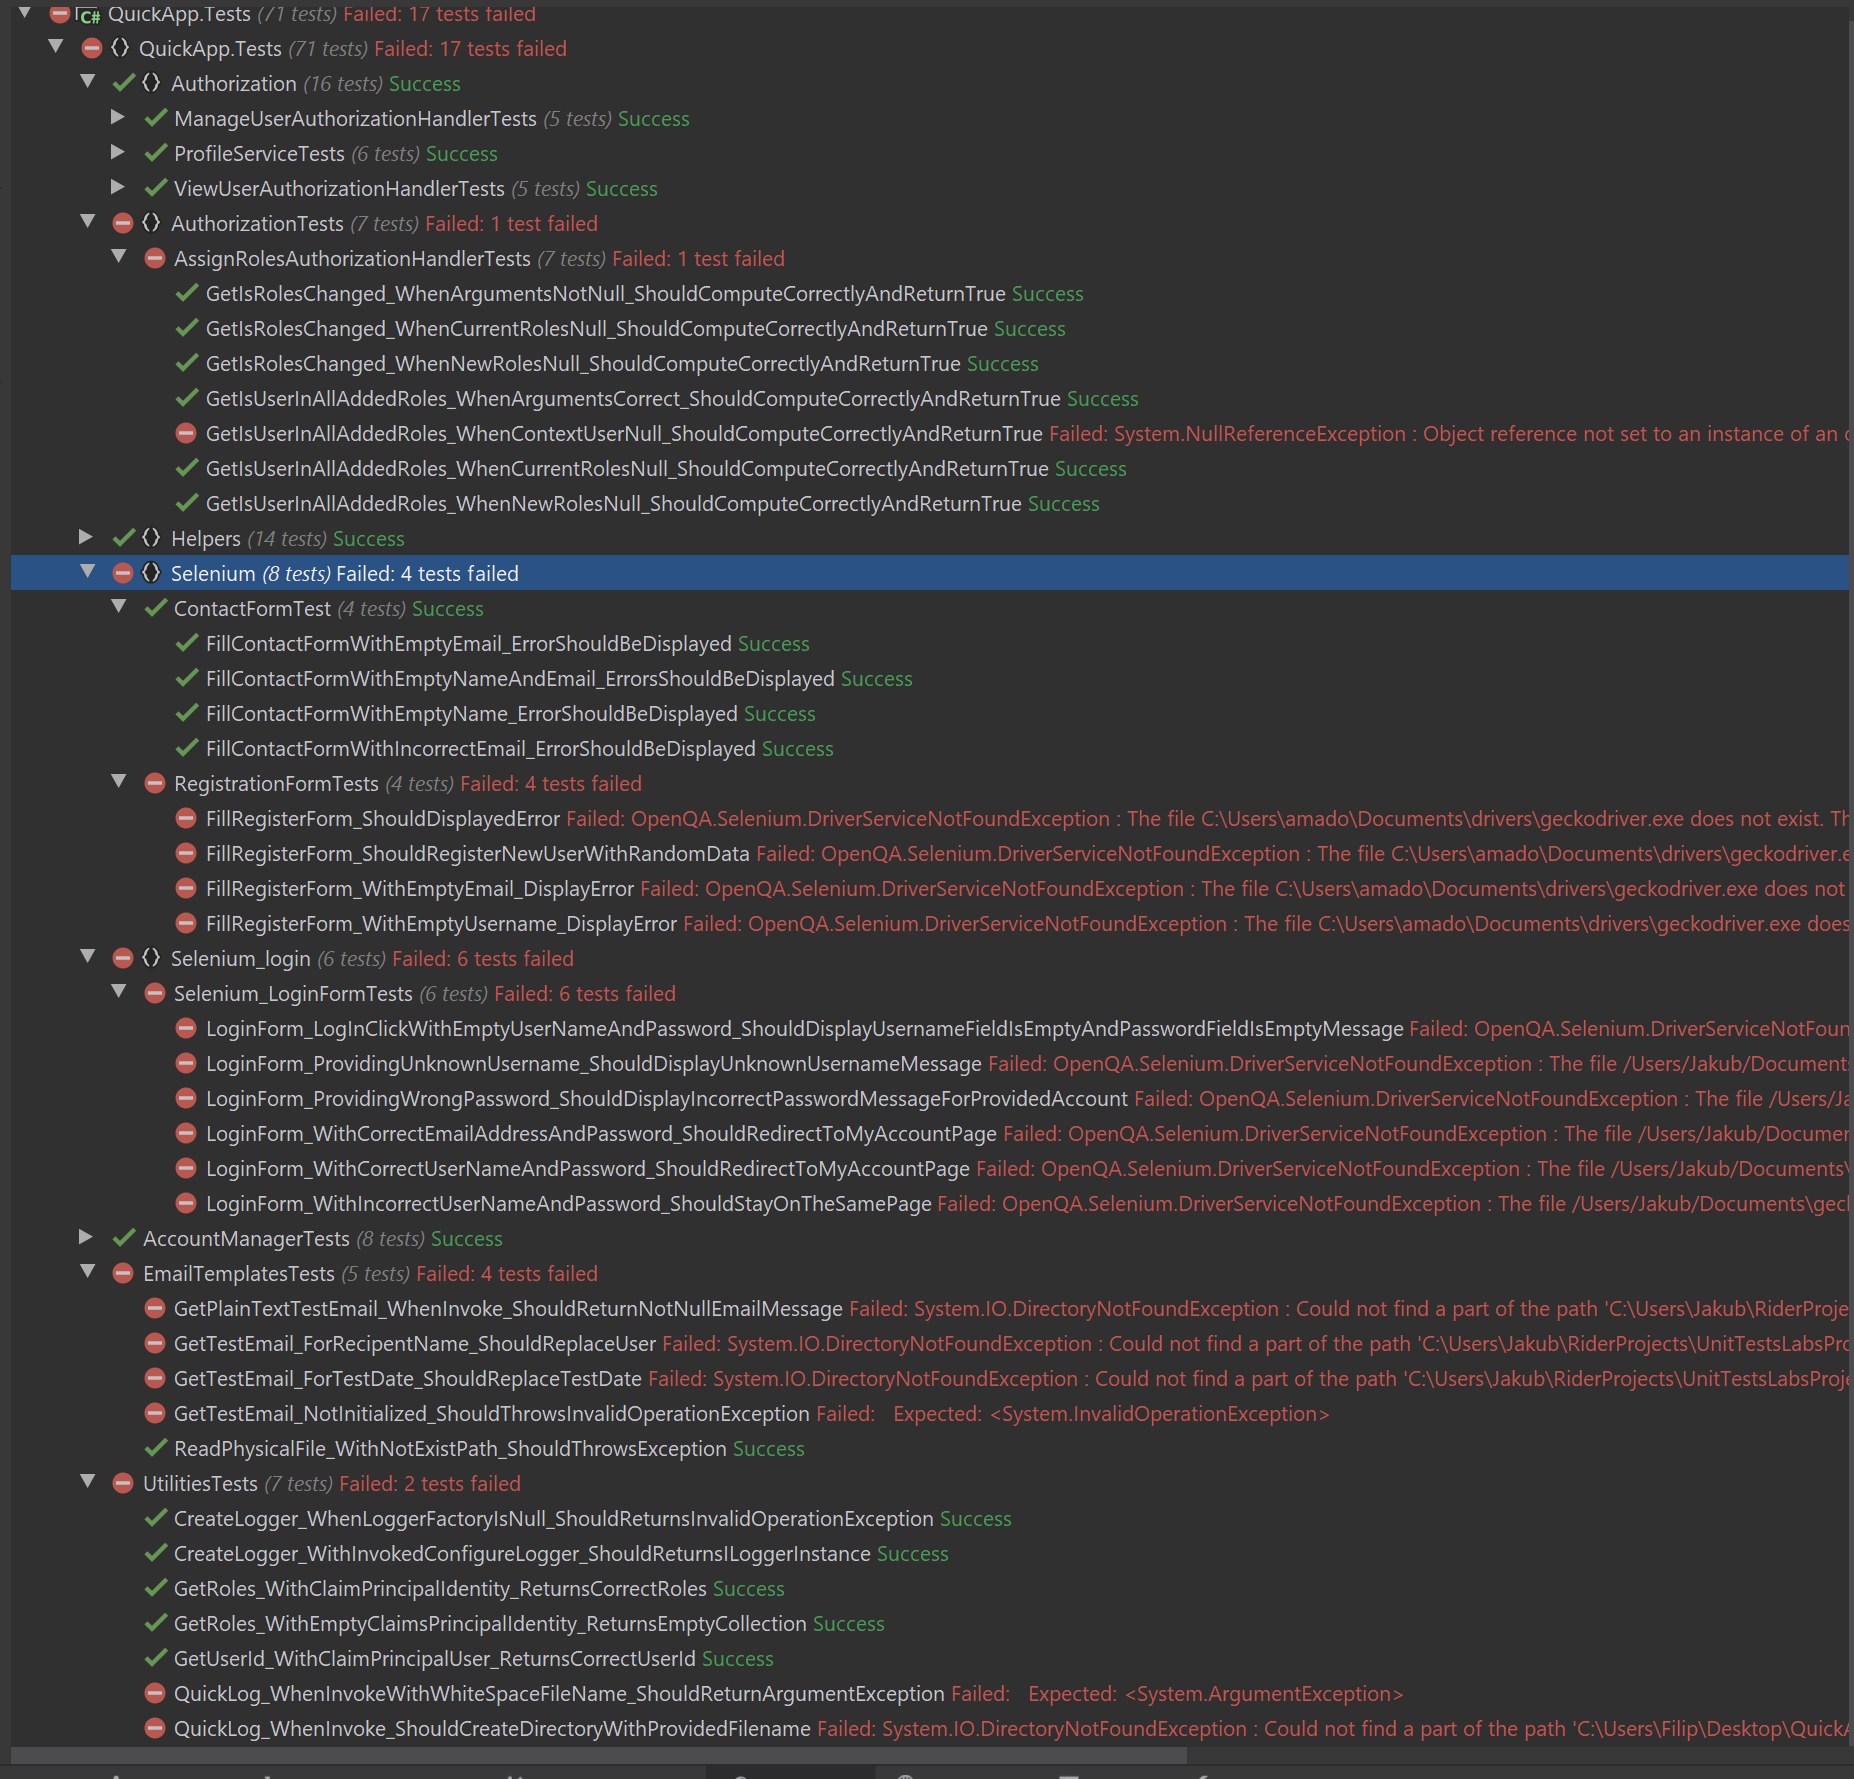 QuickApp.Tests (71 tests) Failed: 17 tests failed
QuickApp.Tests (71 tests) Failed: 17 tests failed
Authorization (16 tests) Success
ManageUserAuthorizationHandlerTests (5 tests) Success
ProfileServiceTests (6 tests) Success
ViewUserAuthorizationHandlerTests (5 tests) Success
AuthorizationTests (7 tests) Failed: 1 test failed
AssignRolesAuthorizationHandlerTests (7 tests) Failed: 1 test failed
GetIsRolesChanged_WhenArgumentsNotNull_ShouldComputeCorrectlyAndReturnTrue Success
GetIsRolesChanged_WhenCurrentRolesNull_ShouldComputeCorrectlyAndReturnTrue Success
GetIsRolesChanged_WhenNewRolesNull_ShouldComputeCorrectlyAndReturnTrue Success
GetIsUserInAllAddedRoles_WhenArgumentsCorrect_ShouldComputeCorrectlyAndReturnTrue Success
GetIsUserInAllAddedRoles_WhenContextUserNull_ShouldComputeCorrectlyAndReturnTrue Failed: System.NullReferenceException : Object reference not set to an instance of an
GetIsUserInAllAddedRoles_WhenCurrentRolesNull_ShouldComputeCorrectlyAndReturnTrue Success
GetIsUserInAllAddedRoles_WhenNewRolesNull_ShouldComputeCorrectlyAndReturnTrue Success
Helpers (14 tests) Success
Selenium (8 tests) Failed: 4 tests failed
ContactFormTest (4 tests) Success
FillContactFormWithEmptyEmail_ErrorShouldBeDisplayed Success
FillContactFormWithEmptyNameAndEmail_ErrorsShouldBeDisplayed Success
FillContactFormWithEmptyName_ErrorShouldBeDisplayed Success
FillContactFormWithIncorrectEmail_ErrorShouldBeDisplayed Success
RegistrationFormTests (4 tests) Failed: 4 tests failed
FillRegisterForm_ShouldDisplayedError Failed: OpenQA.Selenium.DriverServiceNotFoundException : The file C:\Users\amado\Documents\drivers\geckodriver.exe does not exist. Th
FillRegisterForm_ShouldRegisterNewUserWithRandomData Failed: OpenQA.Selenium.DriverServiceNotFoundException : The file C:\Users\amado\Documents\drivers\geckodriver.e
FillRegisterForm_WithEmptyEmail_DisplayError Failed: OpenQA.Selenium.DriverServiceNotFoundException : The file C:\Users\amado\Documents\drivers\geckodriver.exe does not
FillRegisterForm_WithEmptyUsername_DisplayError Failed: OpenQA.Selenium.DriverServiceNotFoundException : The file C:\Users\amado\Documents\drivers\geckodriver.exe does
Selenium_login (6 tests) Failed: 6 tests failed
Selenium_LoginFormTests (6 tests) Failed: 6 tests failed
LoginForm_LogInClickWithEmptyUserNameAndPassword_ShouldDisplayUsernameFieldIsEmptyAndPasswordFieldIsEmptyMessage Failed: OpenQA.Selenium.DriverServiceNotFoun
LoginForm_ProvidingUnknownUsername_ShouldDisplayUnknownUsernameMessage Failed: OpenQA.Selenium.DriverServiceNotFoundException : The file /Users/Jakub/Documents
LoginForm_ProvidingWrongPassword_ShouldDisplayIncorrectPasswordMessageForProvidedAccount Failed: OpenQA.Selenium.DriverServiceNotFoundException : The file /Users/Ja
LoginForm_WithCorrectEmailAddressAndPassword_ShouldRedirectToMyAccountPage Failed: OpenQA.Selenium.DriverServiceNotFoundException : The file /Users/Jakub/Documen
LoginForm_WithCorrectUserNameAndPassword_ShouldRedirectToMyAccountPage Failed: OpenQA.Selenium.DriverServiceNotFoundException : The file /Users/Jakub/Documents\
LoginForm_WithIncorrectUserNameAndPassword_ShouldStayOnTheSamePage Failed: OpenQA.Selenium.DriverServiceNotFoundException : The file /Users/Jakub/Documents\gec
AccountManagerTests (8 tests) Success
EmailTemplatesTests (5 tests) Failed: 4 tests failed
GetPlainTextTestEmail_WhenInvoke_ShouldReturnNotNullEmailMessage Failed: System.IO.DirectoryNotFoundException : Could not find a part of the path 'C:\Users\Jakub\RiderProje
GetTestEmail_ForRecipentName_ShouldReplaceUser Failed: System.IO.DirectoryNotFoundException : Could not find a part of the path 'C:\Users\Jakub\RiderProjects\UnitTestsLabsPro
GetTestEmail_ForTestDate_ShouldReplaceTestDate Failed: System.IO.DirectoryNotFoundException : Could not find a part of the path 'C:\Users\Jakub\RiderProjects\UnitTestsLabsProje
GetTestEmail_NotInitialized_ShouldThrowsInvalidOperationException Failed:   Expected: <System.InvalidOperationException>
ReadPhysicalFile_WithNotExistPath_ShouldThrowsException Success
UtilitiesTests (7 tests) Failed: 2 tests failed
CreateLogger_WhenLoggerFactoryIsNull_ShouldReturnsInvalidOperationException Success
CreateLogger_WithInvokedConfigureLogger_ShouldReturnsILoggerInstance Success
GetRoles_WithClaimPrincipalIdentity_ReturnsCorrectRoles Success
GetRoles_WithEmptyClaimsPrincipalIdentity_ReturnsEmptyCollection Success
GetUserId_WithClaimPrincipalUser_ReturnsCorrectUserId Success
QuickLog_WhenInvokeWithWhiteSpaceFileName_ShouldReturnArgumentException Failed:   Expected: <System.ArgumentException>
QuickLog_WhenInvoke_ShouldCreateDirectoryWithProvidedFilename Failed: System.IO.DirectoryNotFoundException : Could not find a part of the path 'C:\Users\Filip\Desktop\QuickA